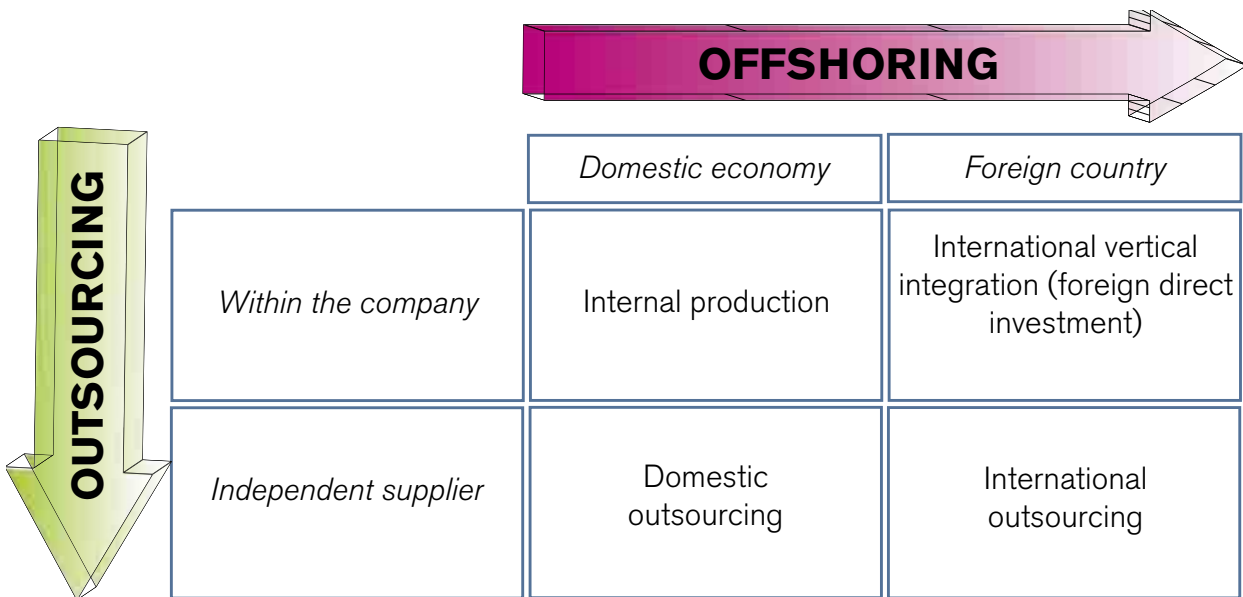 OFFSHORING
OUTSOURCING
Domestic economy
Foreign country
Within the company
Internal production
International vertical
integration (foreign direct
investment)
Independent supplier
Domestic
outsourcing
International
outsourcing